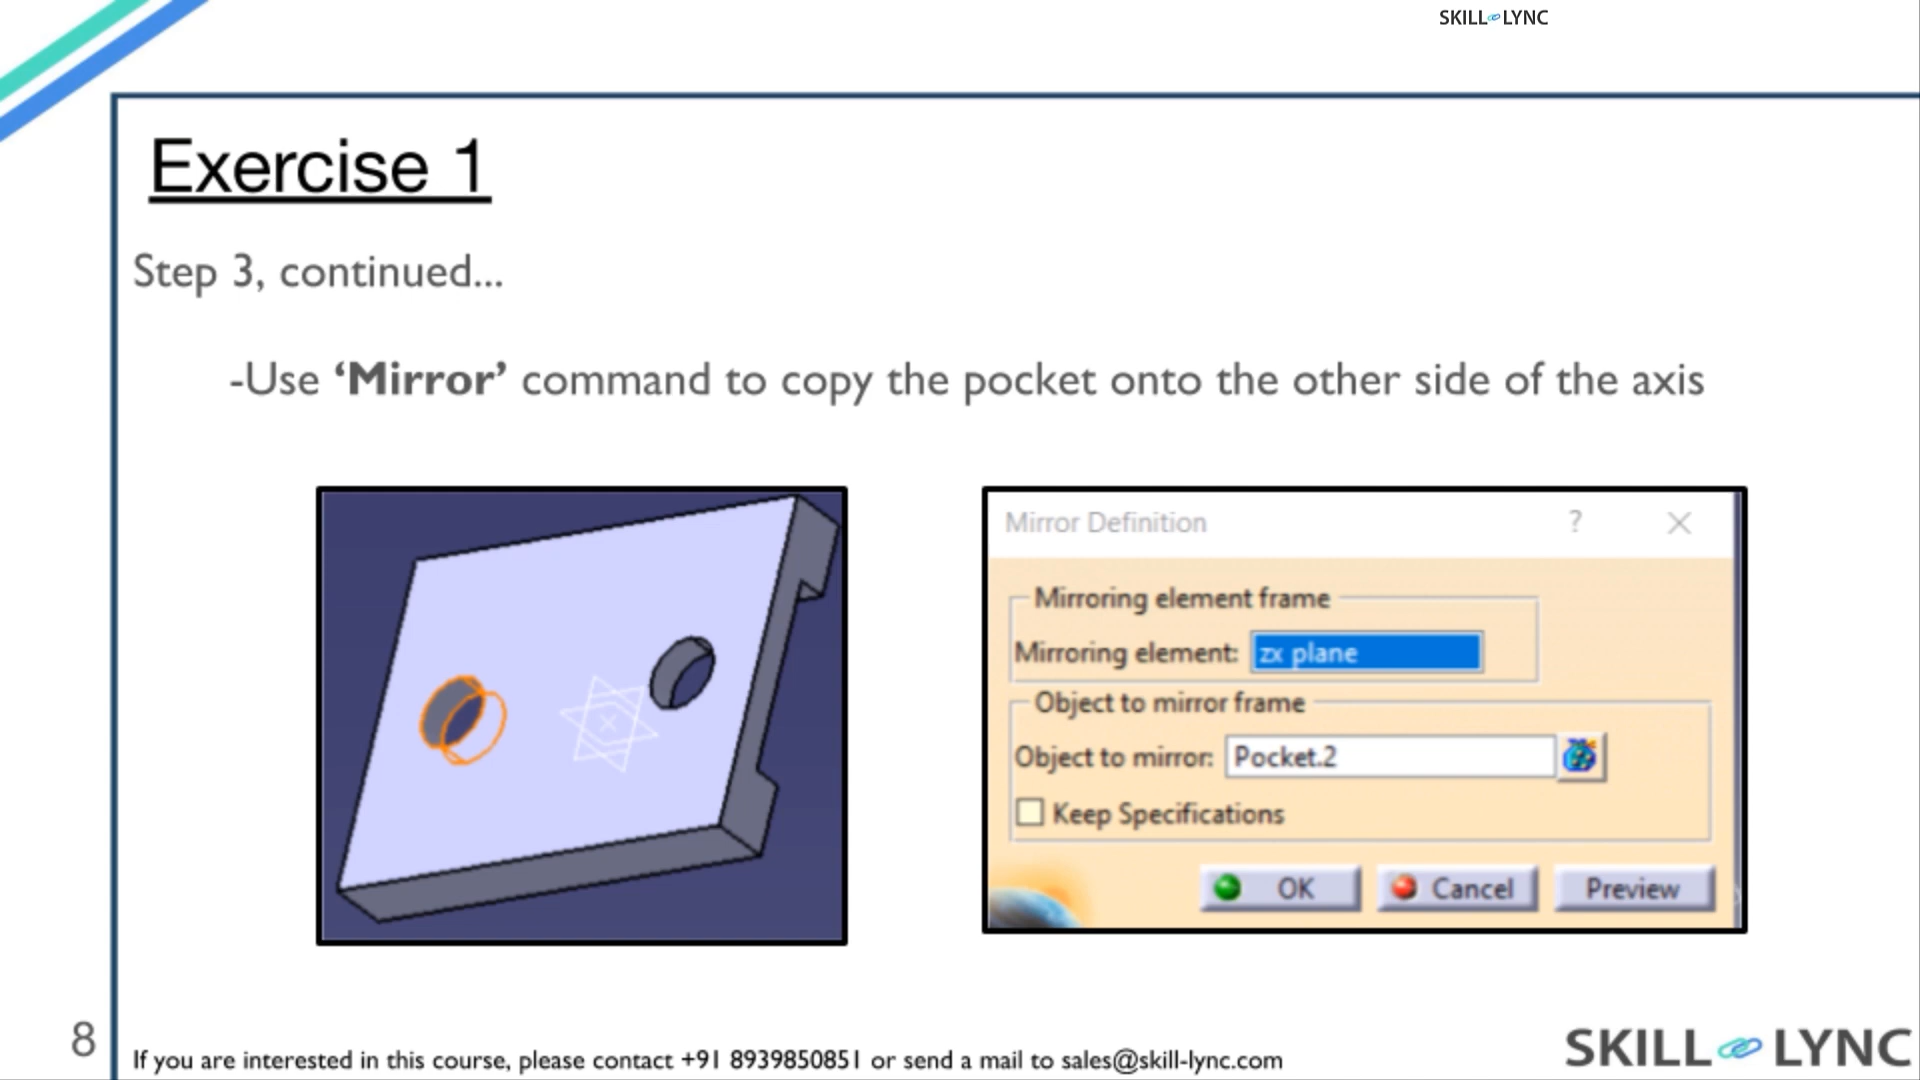 SKILL LYNC
Exercise 1
Step 3, continued...
-Use ‘Mirror’ command to copy the pocket onto the other side of the axis
Mirror Definition ?
Mirroring element frame
Mirroring element: zx plane
Object to mirror frame
Object to mirror: Pocket.2
Keep Specifications
OK Cancel Preview
8
If you are interested in this course, please contact +91 8939850851 or send a mail to sales@skill-lync.com
SKILL LYNC